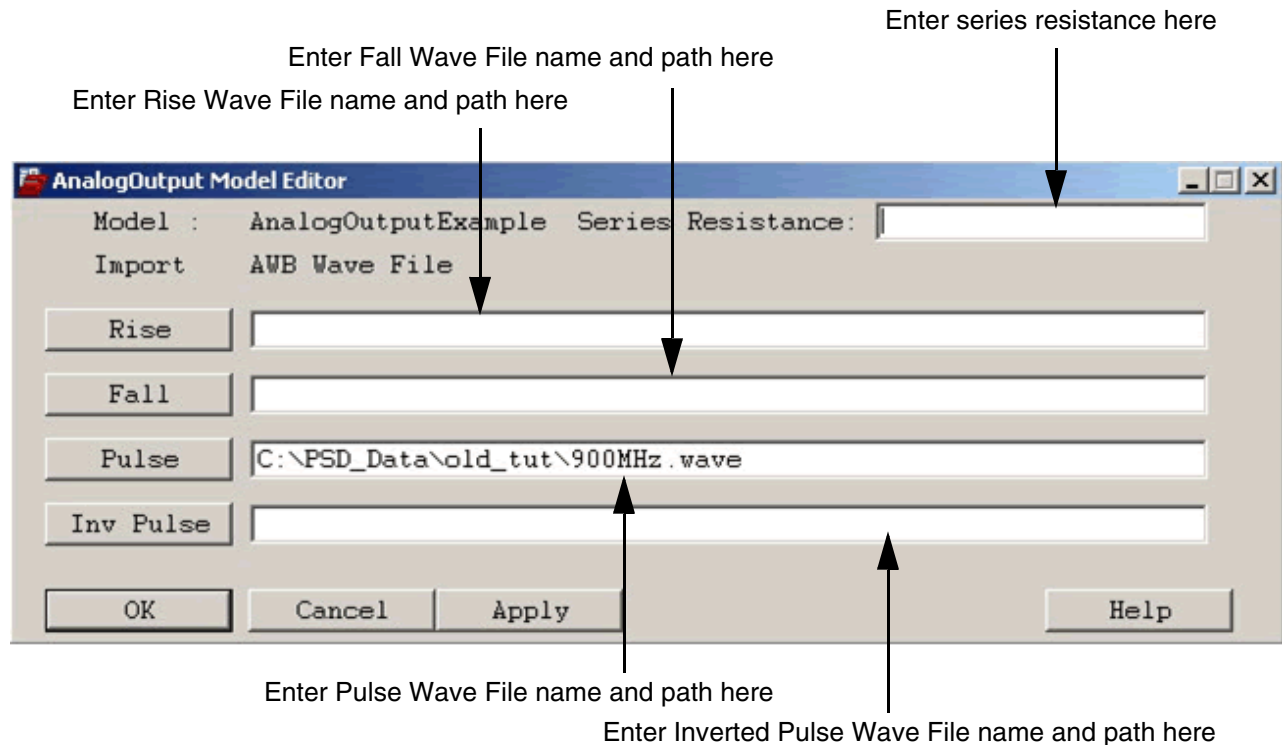 Enter series resistance here
Enter Fall Wave File name and path here
Enter Rise Wave File name and path here
AnalogOutput Model Editor
Model : AnalogOutputExample Series Resistance:
Import AWB Wave File
Rise
Fall
Pulse C:\PSD_Data\old_tut\900MHz.wave
Inv Pulse
OK Cancel Apply Help
Enter Pulse Wave File name and path here
Enter Inverted Pulse Wave File name and path here